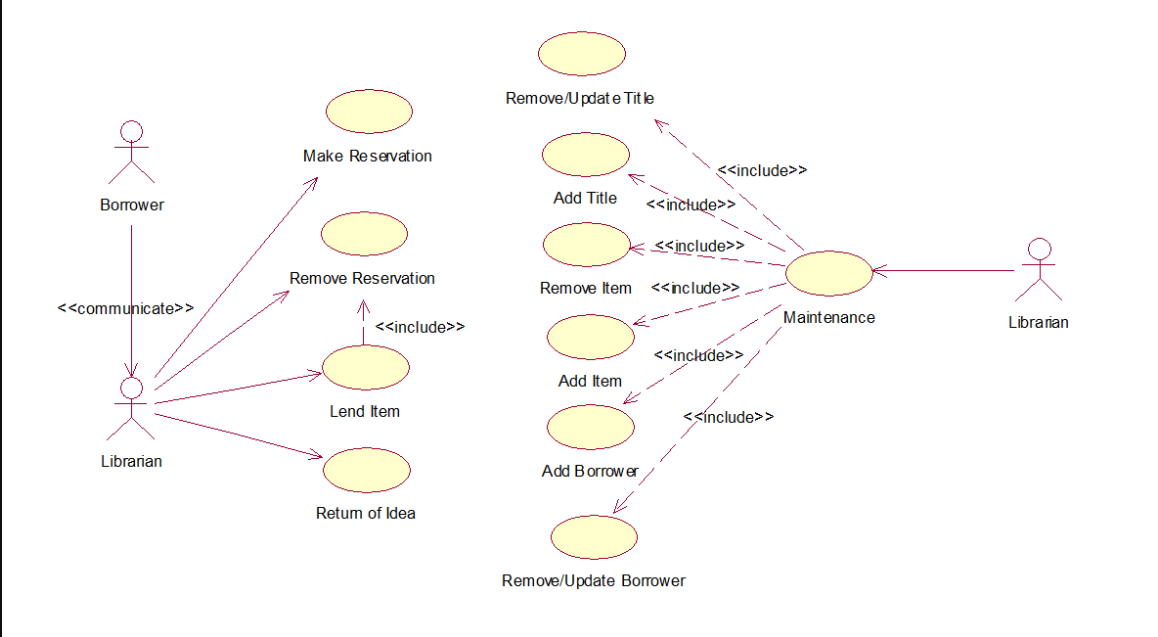 Remove/Update Title
Make Reservation
<<include>>
Borrower
Add Title
<<include>>
<<include>>
Remove Reservation
Remove Item
<<include>>
<<communicate>>
Maintenance
Librarian
<<include>>
<<include>>
Add Item
Lend Item
<<include>>
Librarian
Add Borrower
Return of Idea
Remove/Update Borrower